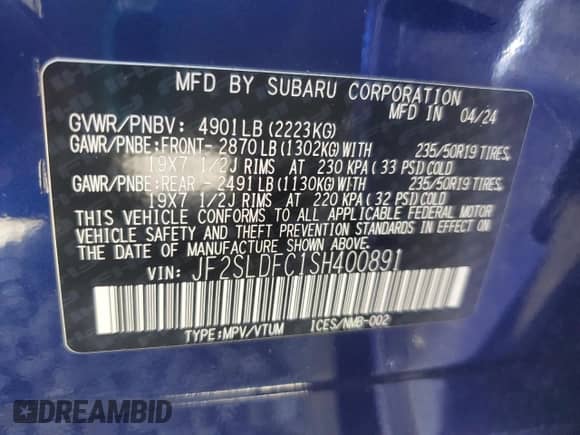 MFD BY SUBARU CORPORATION
MFD IN 04/24
GVWR/PNBV: 4901LB (2223KG)
GAWR/PNBE:FRONT- 2870LB (1302KG) WITH 235/50R19 TIRES,
19X7 1/2J RIMS AT 230 KPA ( 33 PSI) COLD
GAWR/PNBE:REAR - 2491LB (1130KG) WITH 235/50R19 TIRES,
19X7 1/2J RIMS AT 220 KPA ( 32 PSI) COLD
THIS VEHICLE CONFORMS TO ALL APPLICABLE FEDERAL MOTOR
VEHICLE SAFETY AND THEFT PREVENTION STANDARDS IN EFFECT ON
THE DATE OF MANUFACTURE SHOWN ABOVE.
VIN: JF2SLDFC1SH400891
TYPE:MPV/VTUM ICES/NMB-002
DREAMBID